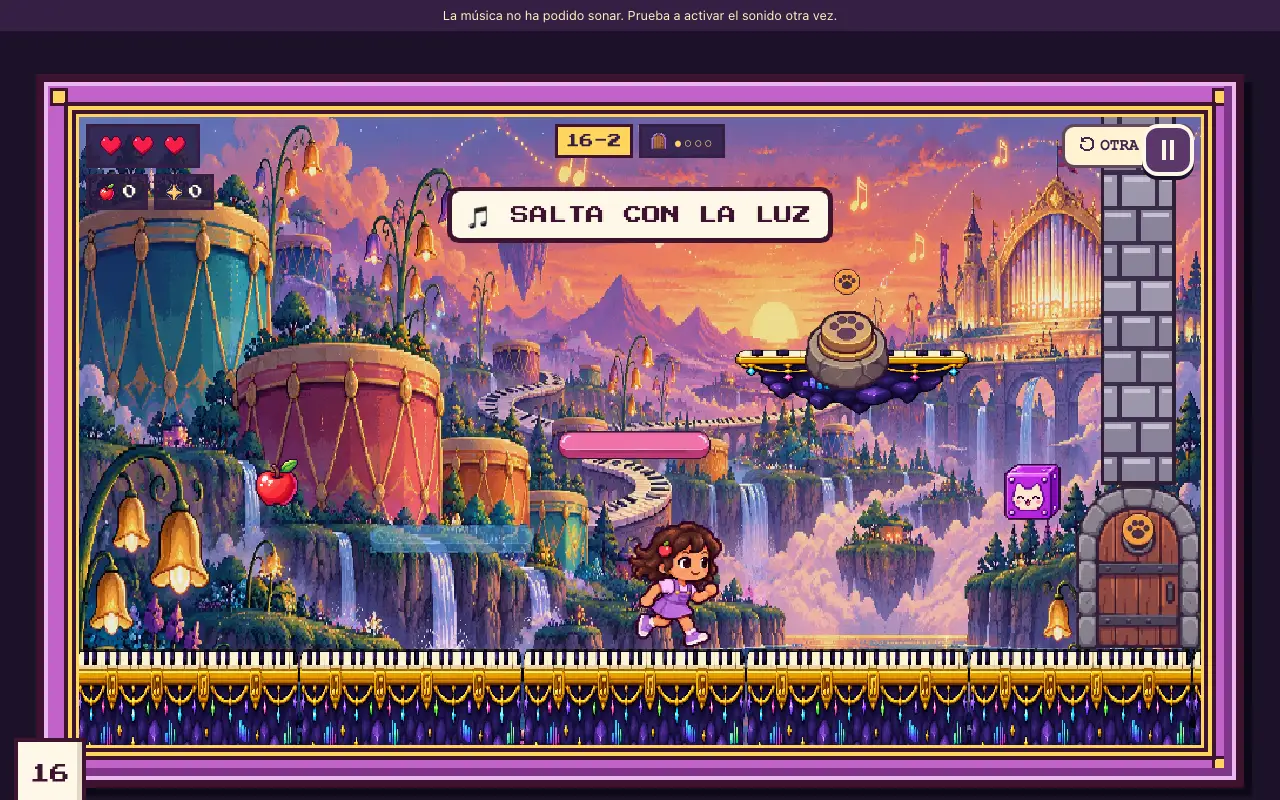 La música no ha podido sonar. Prueba a activar el sonido otra vez.
16-2
OTRA
0
0
SALTA CON LA LUZ
16